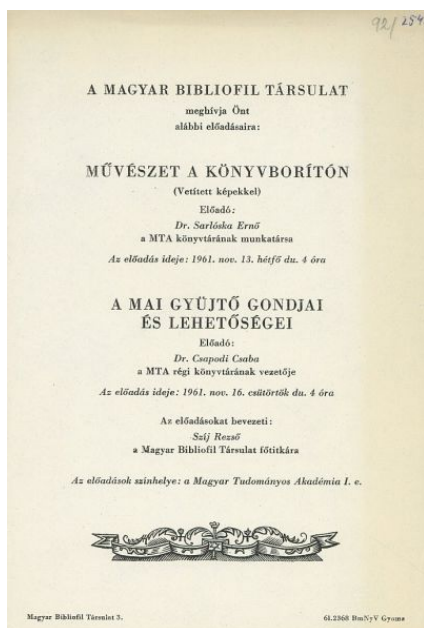 92/284
A MAGYAR BIBLIOFIL TÁRSULAT
meghívja Önt
alábbi előadásaira:
MŰVÉSZET A KÖNYVBORÍTÓN
(Vetített képekkel)
Előadó:
Dr. Sarlóska Ernő
a MTA könyvtárának munkatársa
Az előadás ideje: 1961. nov. 13. hétfő du. 4 óra
A MAI GYÜJTŐ GONDJAI
ÉS LEHETŐSÉGEI
Előadó:
Dr. Csapodi Csaba
a MTA régi könyvtárának vezetője
Az előadás ideje: 1961. nov. 16. csütörtök du. 4 óra
Az előadásokat bevezeti:
Szíj Rezső
a Magyar Bibliofil Társulat főtitkára
Az előadások színhelye: a Magyar Tudományos Akadémia I. e.
Magyar Bibliofil Társulat 3.
61.2368 BmNyV Gyoma